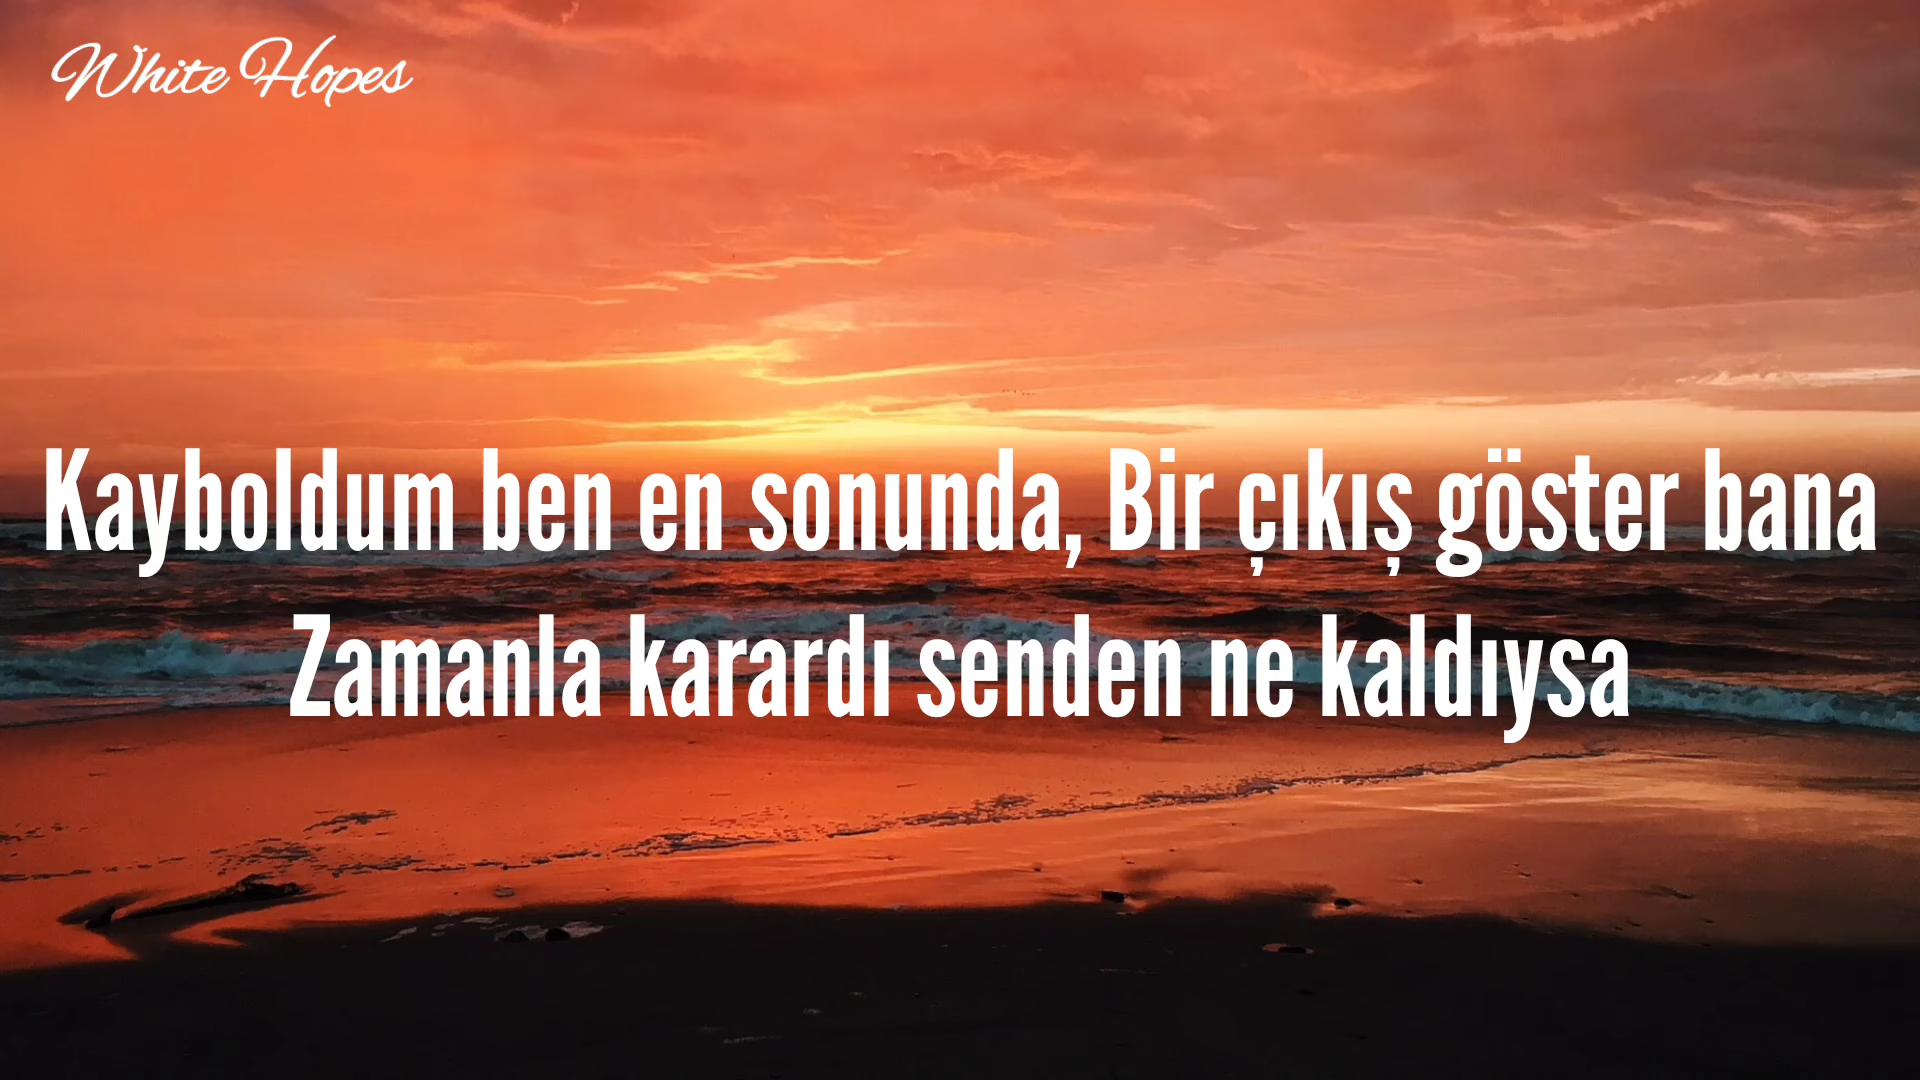 White Hopes
Kayboldum ben en sonunda, Bir çıkış göster bana
Zamanla karardı senden ne kaldıysa